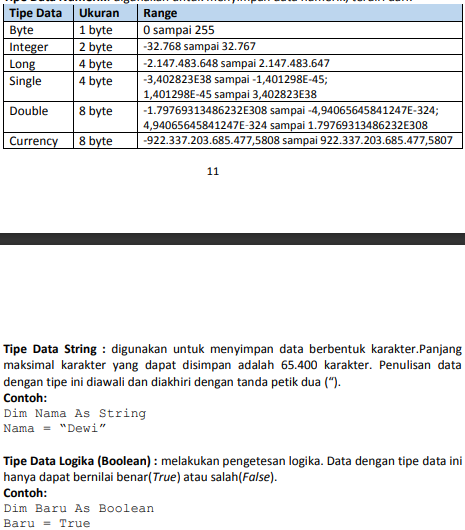 Tipe Data Ukuran Range
Byte 1 byte 0 sampai 255
Integer 2 byte -32.768 sampai 32.767
Long 4 byte -2.147.483.648 sampai 2.147.483.647
Single 4 byte -3,402823E38 sampai -1,401298E-45;
1,401298E-45 sampai 3,402823E38
Double 8 byte -1.79769313486232E308 sampai -4,94065645841247E-324;
4,94065645841247E-324 sampai 1.79769313486232E308
Currency 8 byte -922.337.203.685.477,5808 sampai 922.337.203.685.477,5807
11
Tipe Data String : digunakan untuk menyimpan data berbentuk karakter.Panjang
maksimal karakter yang dapat disimpan adalah 65.400 karakter. Penulisan data
dengan tipe ini diawali dan diakhiri dengan tanda petik dua (“).
Contoh:
Dim Nama As String
Nama = “Dewi”
Tipe Data Logika (Boolean) : melakukan pengetesan logika. Data dengan tipe data ini
hanya dapat bernilai benar(True) atau salah(False).
Contoh:
Dim Baru As Boolean
Baru = True